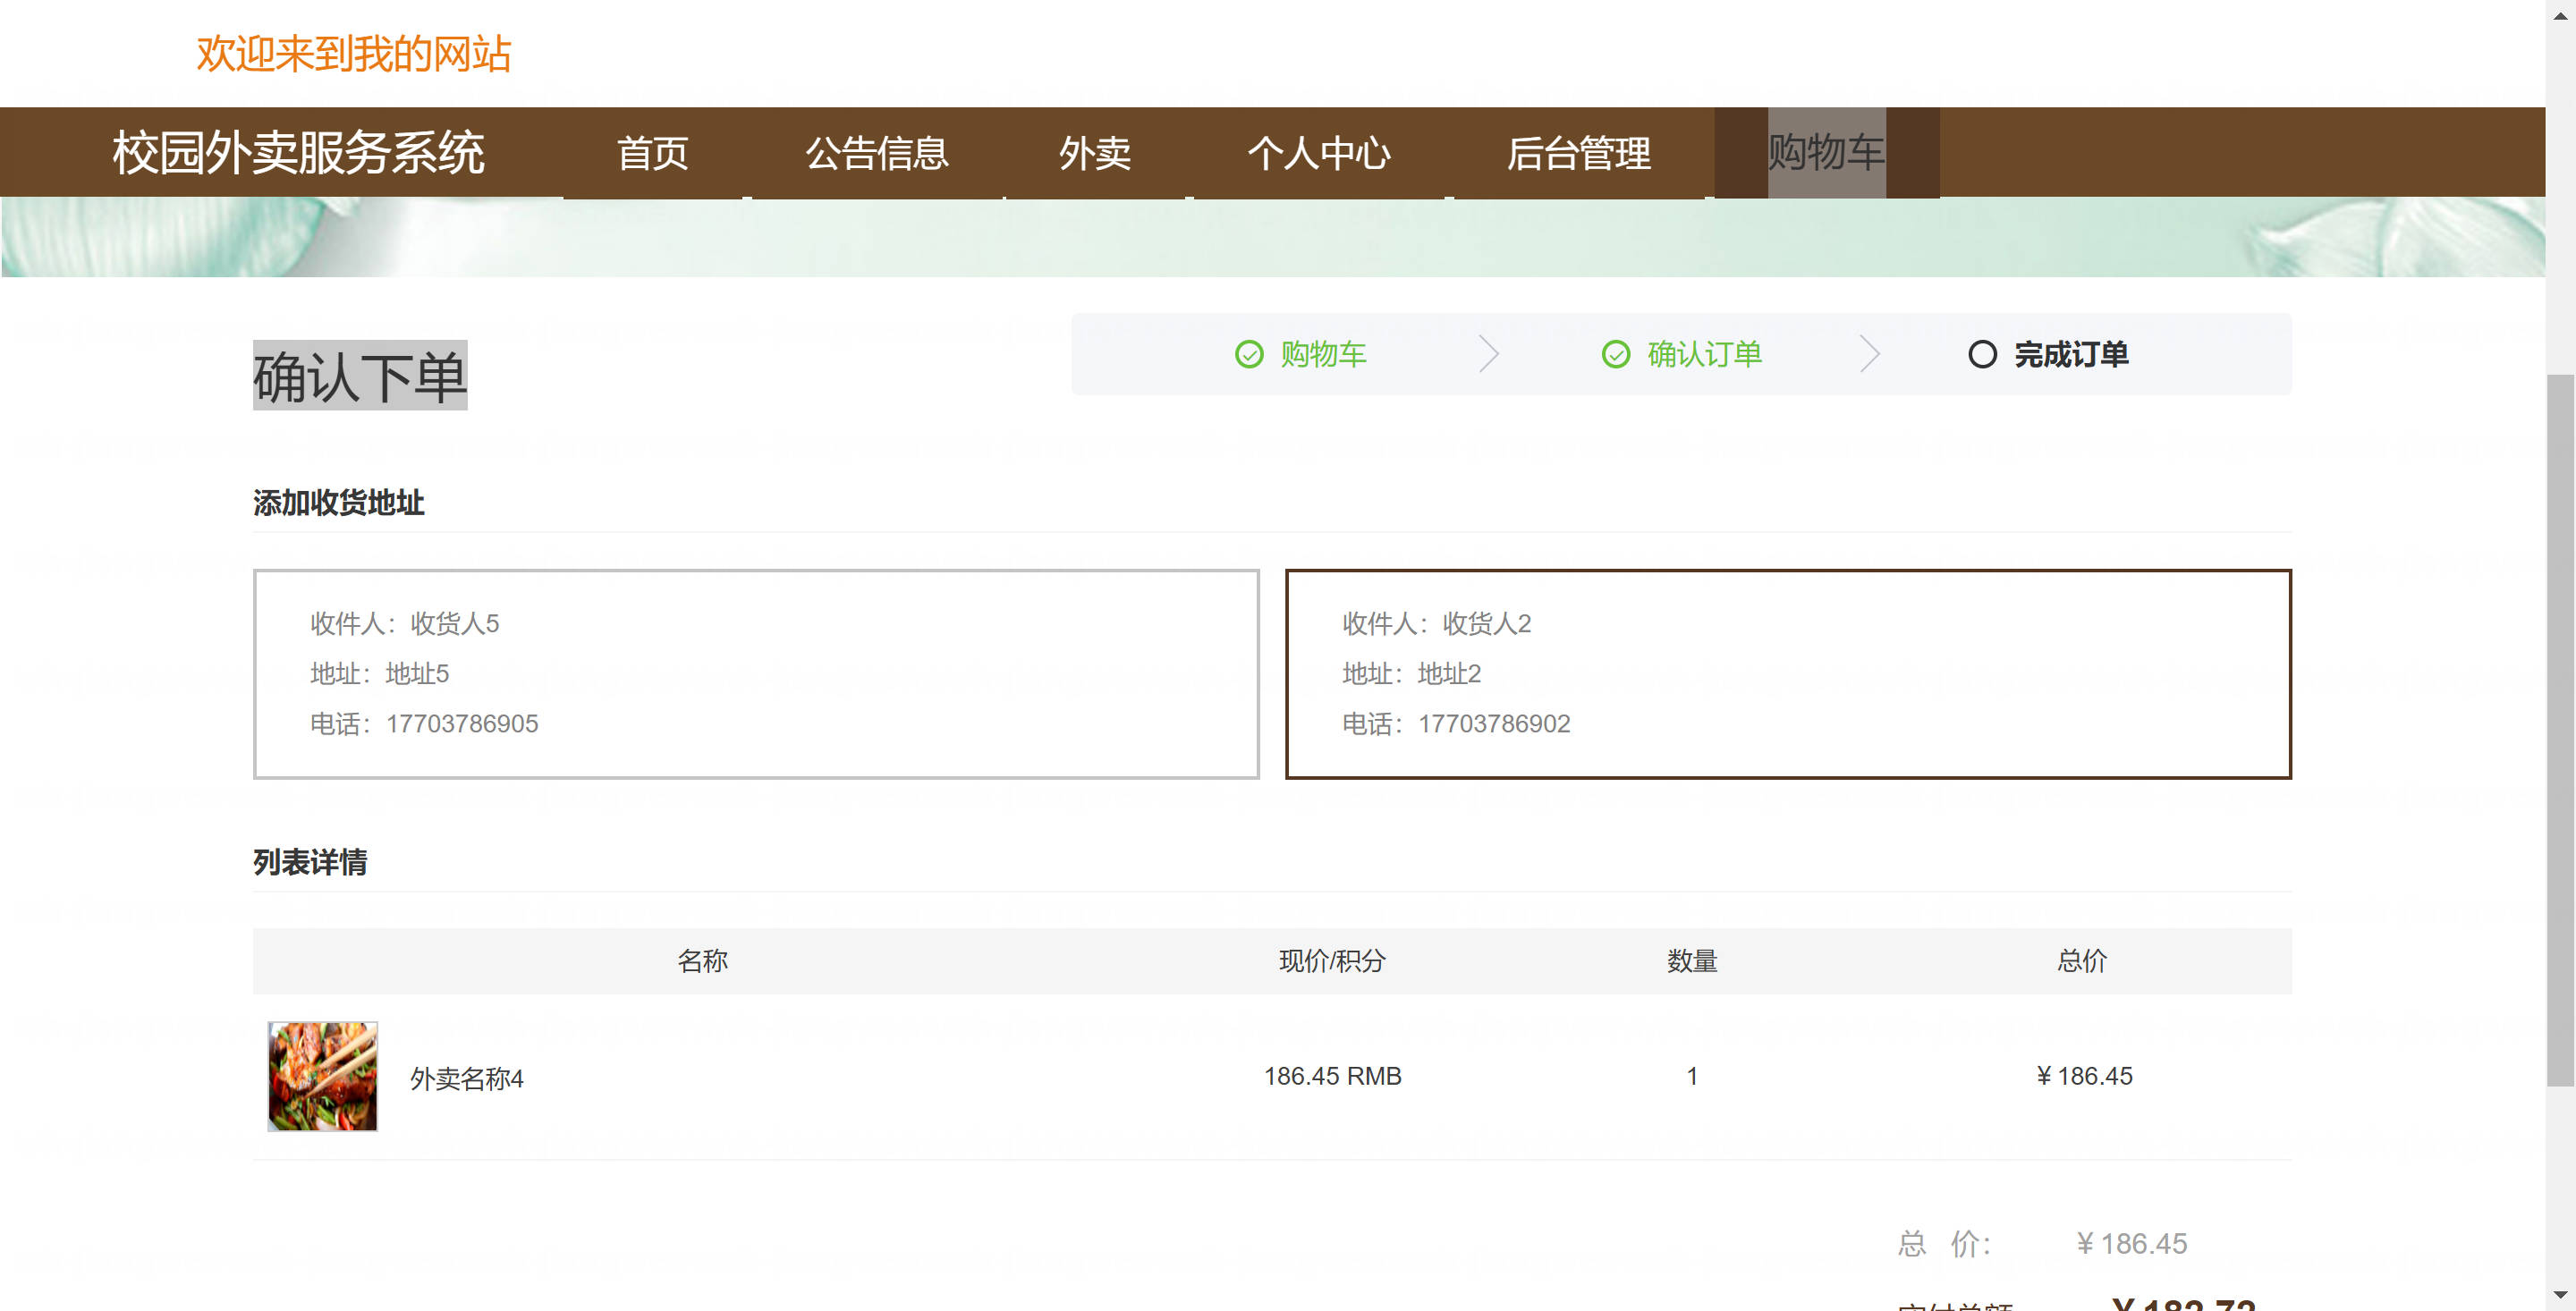 欢迎来到我的网站
校园外卖服务系统 首页 公告信息 外卖 个人中心 后台管理 购物车
确认下单
购物车 确认订单 完成订单
添加收货地址
收件人：收货人5
地址：地址5
电话：17703786905
收件人：收货人2
地址：地址2
电话：17703786902
列表详情
名称 现价/积分 数量 总价
外卖名称4 186.45 RMB 1 ¥ 186.45
总 价： ¥ 186.45